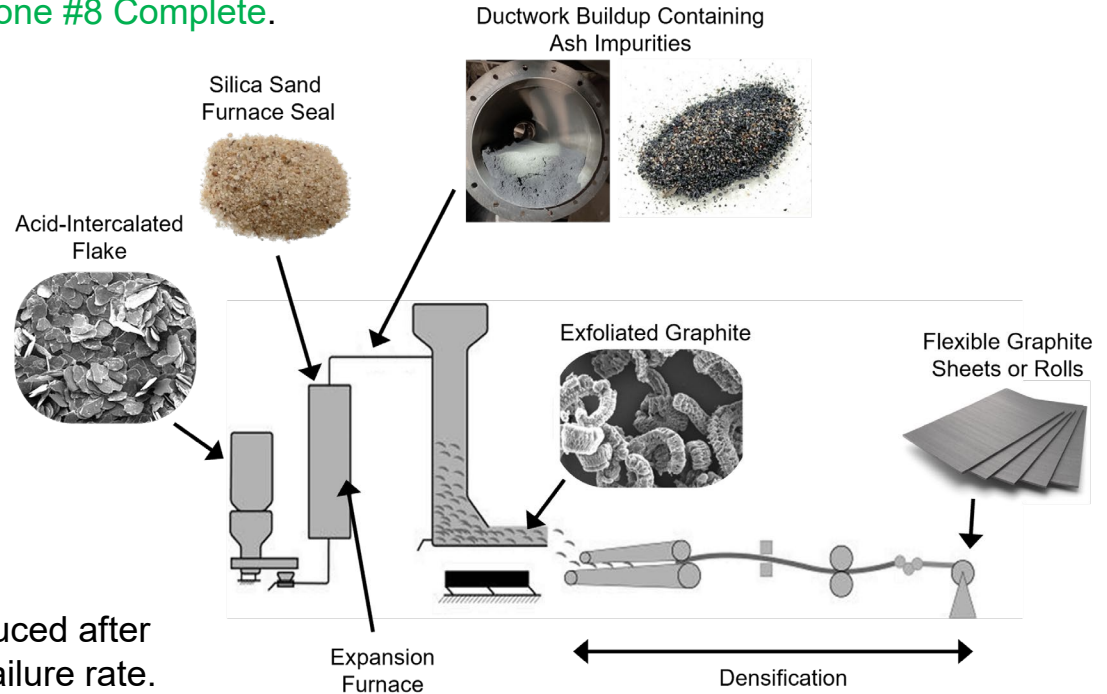 one #8 Complete.
Ductwork Buildup Containing
Ash Impurities
Silica Sand
Furnace Seal
Acid-Intercalated
Flake
Exfoliated Graphite
Flexible Graphite
Sheets or Rolls
uced after
ailure rate.
Expansion
Furnace
Densification